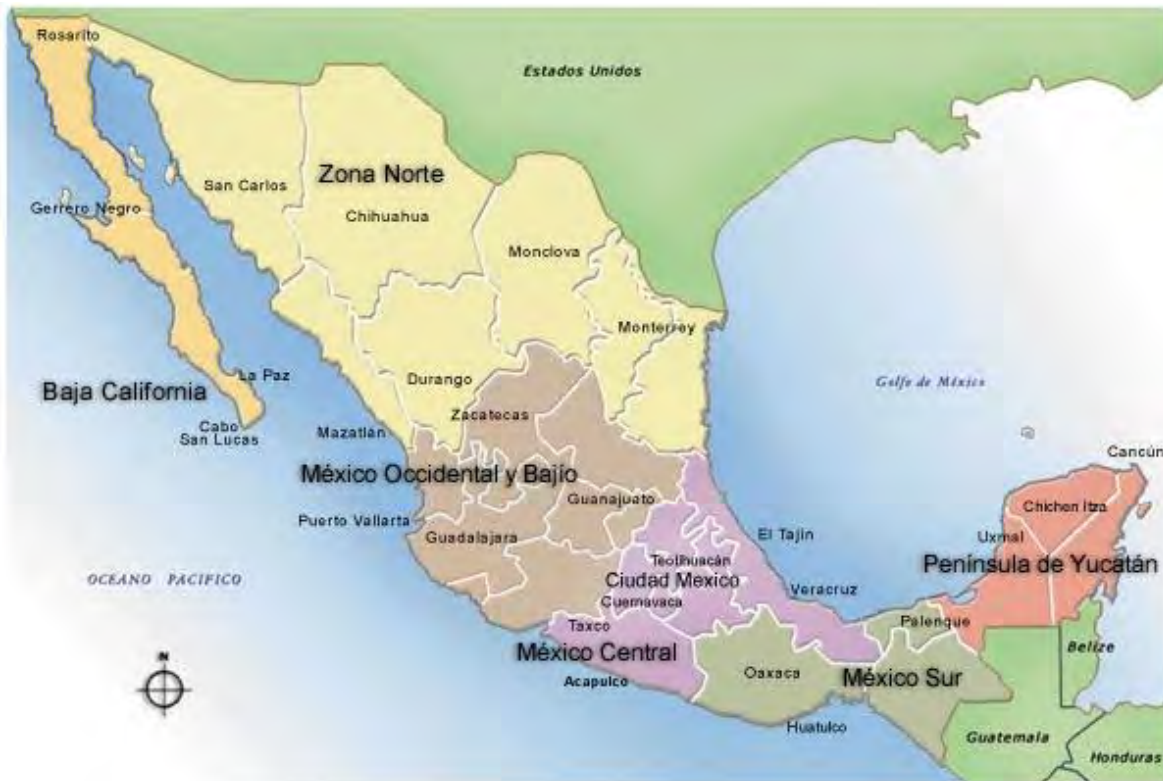 Rosarito
Estados Unidos
Zona Norte
San Carlos
Gerrero Negro
Chihuahua
Monclova
Monterrey
La Paz
Baja California
Durango
Golfo de México
Zacatecas
Cabo
San Lucas
Mazatlán
Cancún
México Occidental y Bajío
Guanajuato
Chichen Itza
Puerto Vallarta
Guadalajara
El Tajín
Uxmal
Teotihuacán
Península de Yucatán
OCEANO PACIFICO
Ciudad Mexico
Veracruz
Cuernavaca
Taxco
Palenque
México Central
Belize
Oaxaca
México Sur
Acapulco
N
Huatulco
Guatemala
Honduras